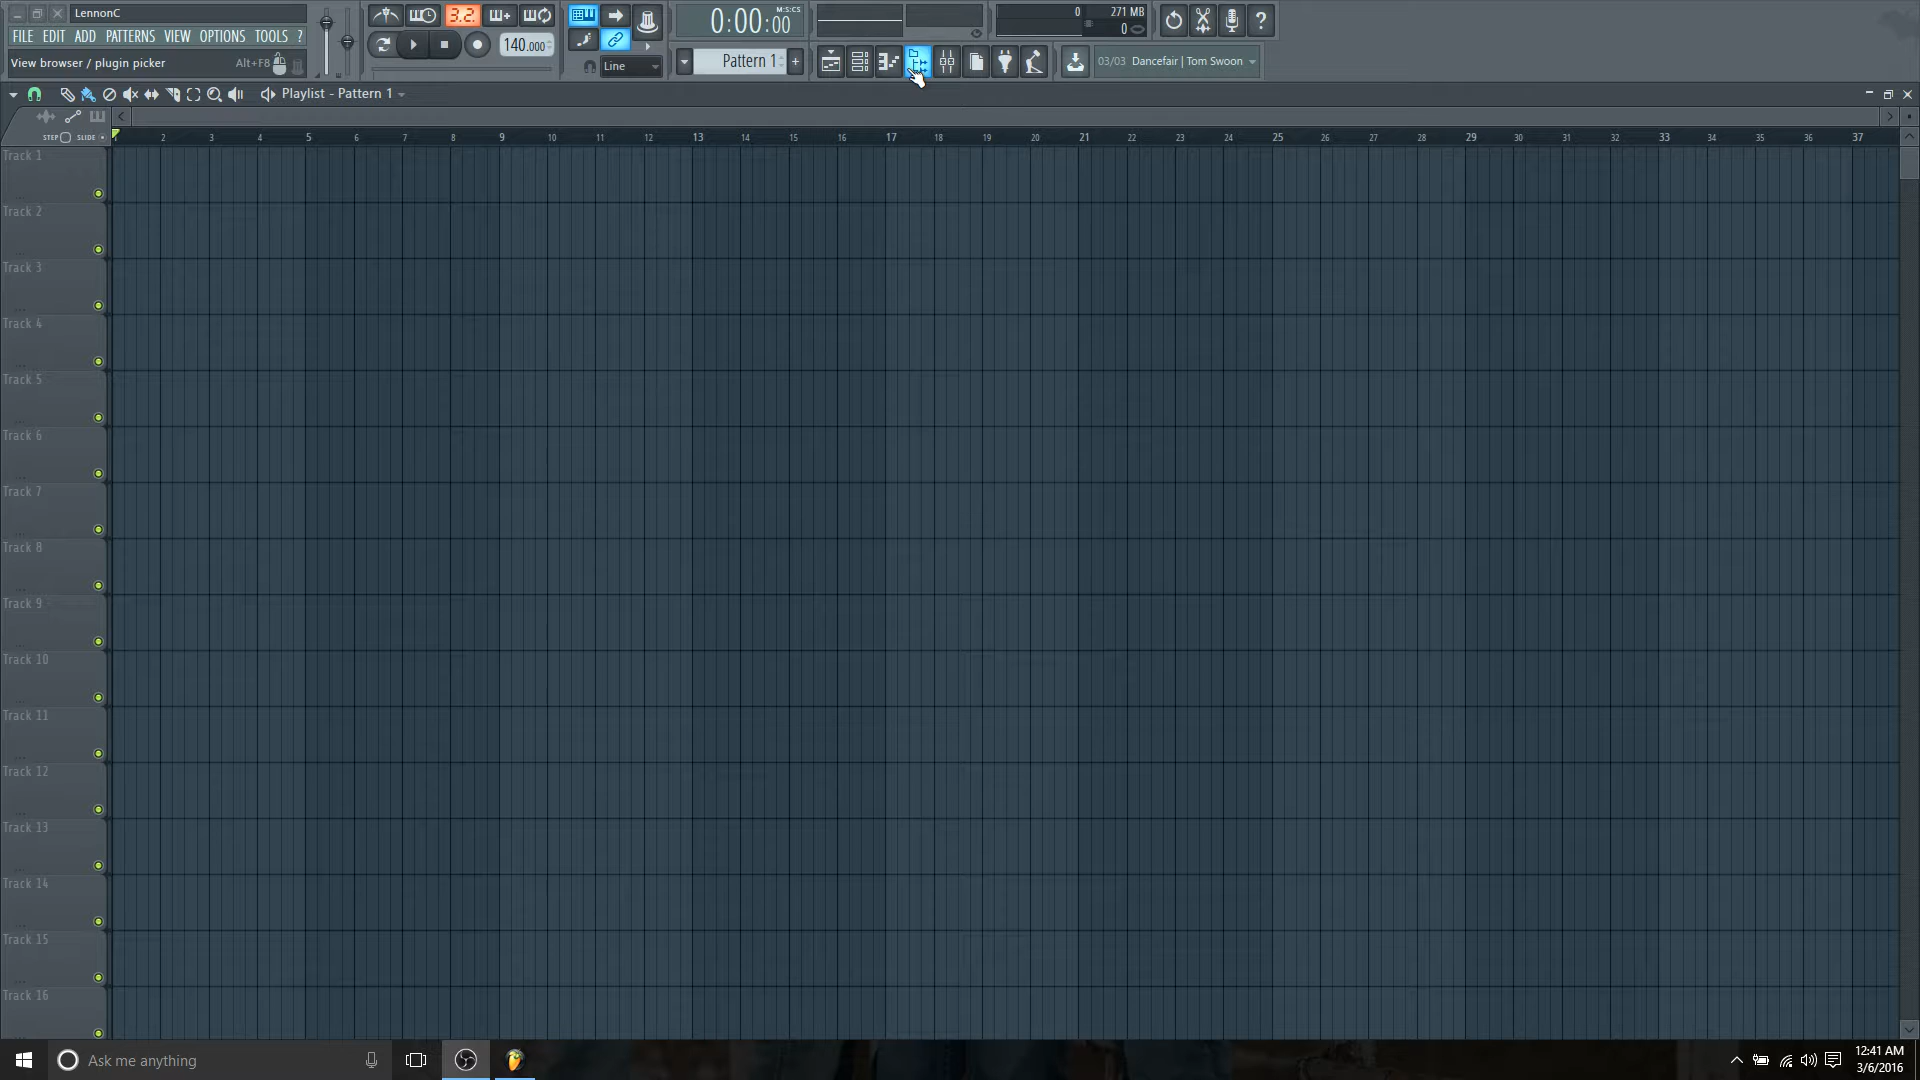 LennonC
FILE EDIT ADD PATTERNS VIEW OPTIONS TOOLS ?
View browser / plugin picker Alt+F8
3.2
140.000
Line
0:00:00 M:S:CS
Pattern 1 +
0 271 MB
0
?
03/03 Dancefair | Tom Swoon
Playlist - Pattern 1
STEP SLIDE
2 3 4 5 6 7 8 9 10 11 12 13 14 15 16 17 18 19 20 21 22 23 24 25 26 27 28 29 30 31 32 33 34 35 36 37
Track 1
Track 2
Track 3
Track 4
Track 5
Track 6
Track 7
Track 8
Track 9
Track 10
Track 11
Track 12
Track 13
Track 14
Track 15
Track 16
Ask me anything
12:41 AM
3/6/2016